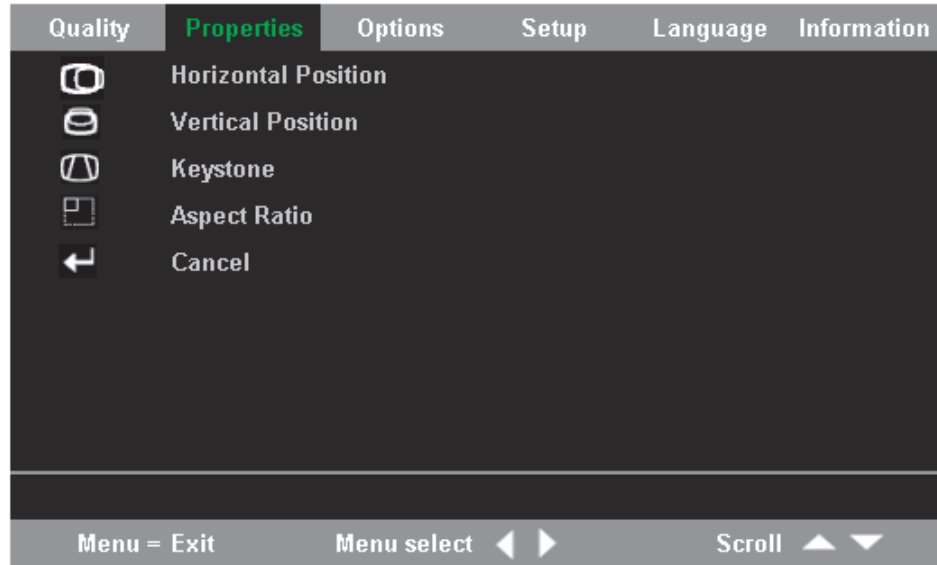 Quality Properties Options Setup Language Information
Horizontal Position
Vertical Position
Keystone
Aspect Ratio
Cancel
Menu = Exit Menu select Scroll